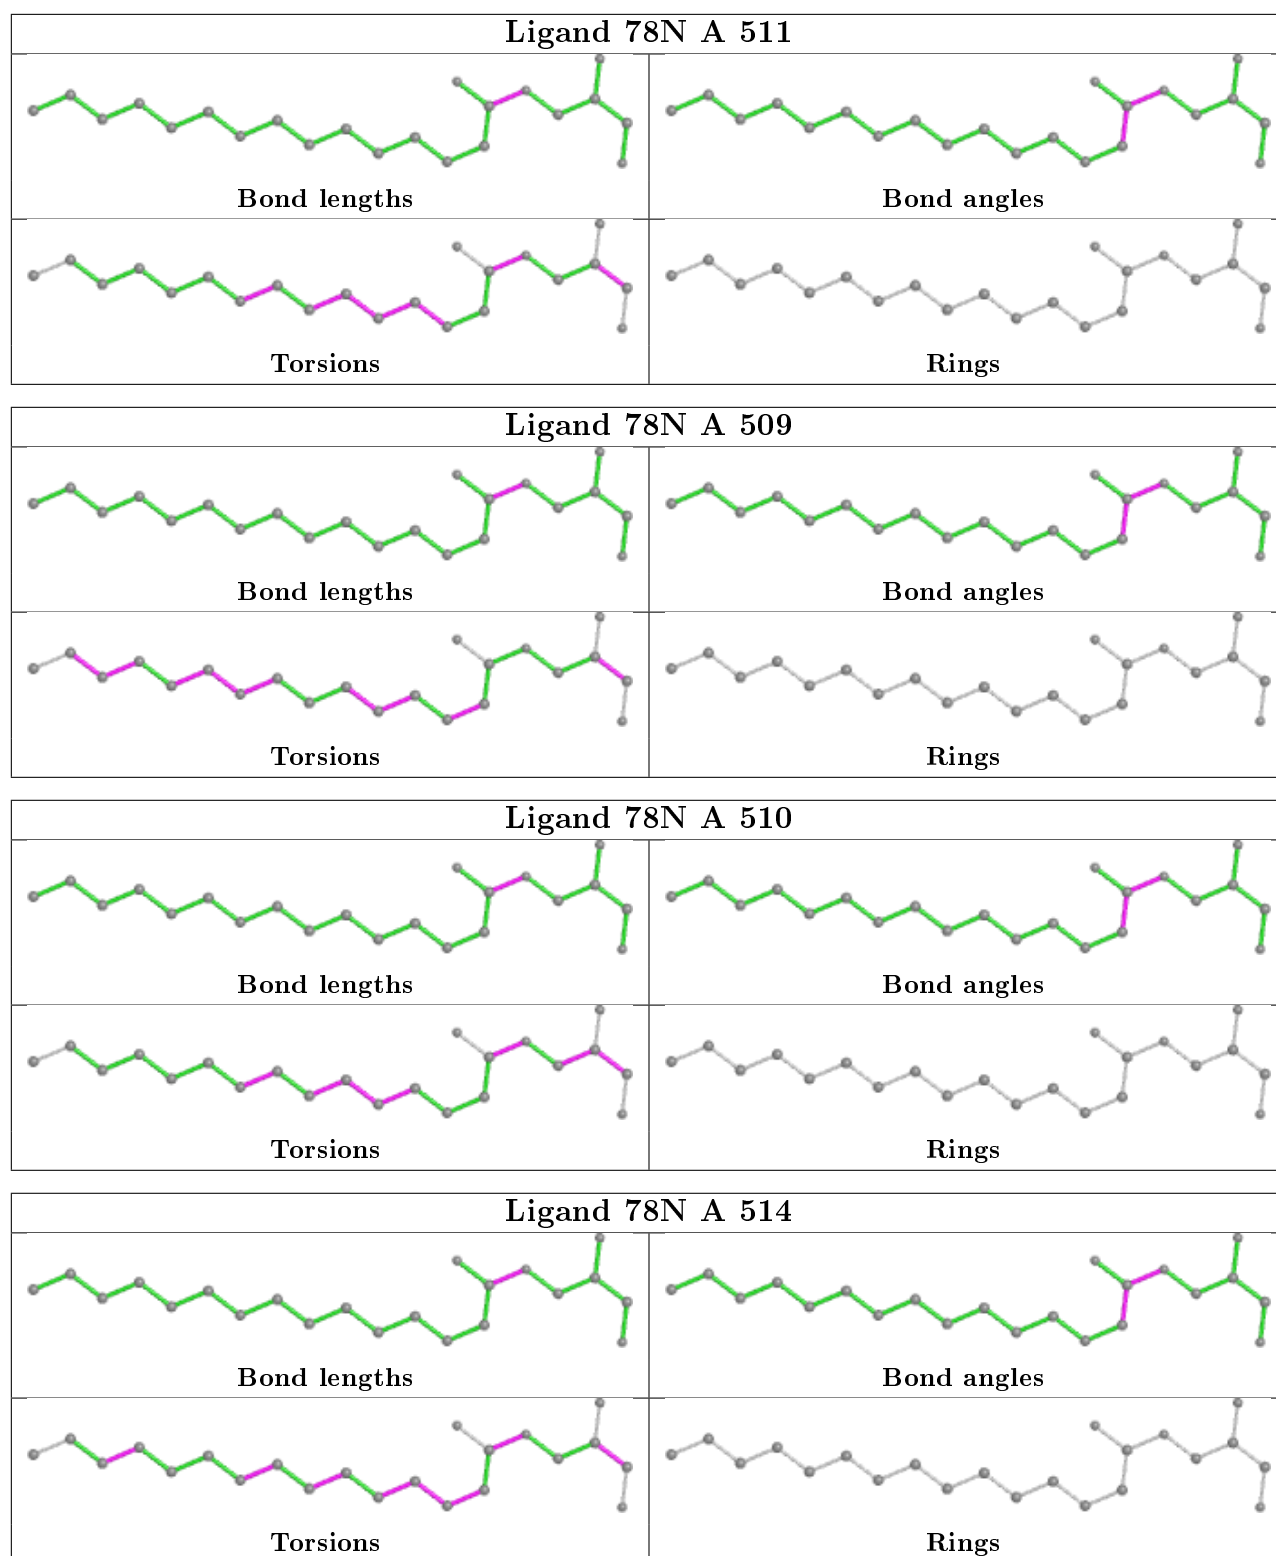 Ligand 78N A 511
Bond lengths
Bond angles
Torsions
Rings
Ligand 78N A 509
Bond lengths
Bond angles
Torsions
Rings
Ligand 78N A 510
Bond lengths
Bond angles
Torsions
Rings
Ligand 78N A 514
Bond lengths
Bond angles
Torsions
Rings